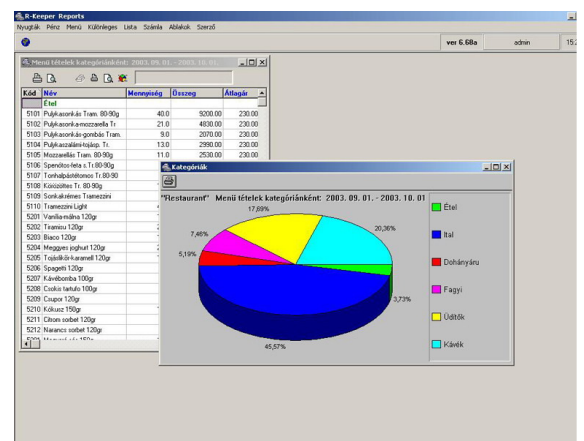 R-Keeper Reports
Nyugták Pénz Menü Különleges Lista Számla Ablakok Szerző
ver 6.68a admin
Menü tételek kategóriánként: 2003. 09. 01. - 2003. 10. 01.
Kód Név Mennyiség Összeg Átlagár
Étel
5101 Pulykasonkás Tram. 80-90g 40.0 9200.00 230.00
5102 Pulykasonka-mozzarella Tr. 21.0 4830.00 230.00
5103 Pulykasonkás-gombás Tram. 9.0 2070.00 230.00
5104 Pulykaszalámi-tojásp. Tr. 13.0 2990.00 230.00
5105 Mozzarellás Tram. 80-90g 11.0 2530.00 230.00
5106 Spenótos-feta s.Tr.80-90g
5107 Tonhalpástétomos Tr.80-90
5108 Körözöttes Tr. 80-90g
5109 Sonkakrémes Tramezzini
5110 Tramezzini Light
5201 Vanília-málna 120gr
5202 Tiramisu 120gr
5203 Biaco 120gr
5204 Meggyes joghurt 120gr
5205 Tojáslikör-karamell 120gr
5206 Spagetti 120gr
5207 Kávébomba 100gr
5208 Csokis tartufo 100gr
5209 Csupor 120gr
5210 Kókusz 150gr
5211 Citrom sorbet 120gr
5212 Narancs sorbet 120gr
Kategóriák
"Restaurant" Menü tételek kategóriánként: 2003. 09. 01. - 2003. 10. 01
17,69%
20,36%
7,46%
5,19%
3,73%
45,57%
Étel
Ital
Dohányáru
Fagyi
Üdítők
Kávék